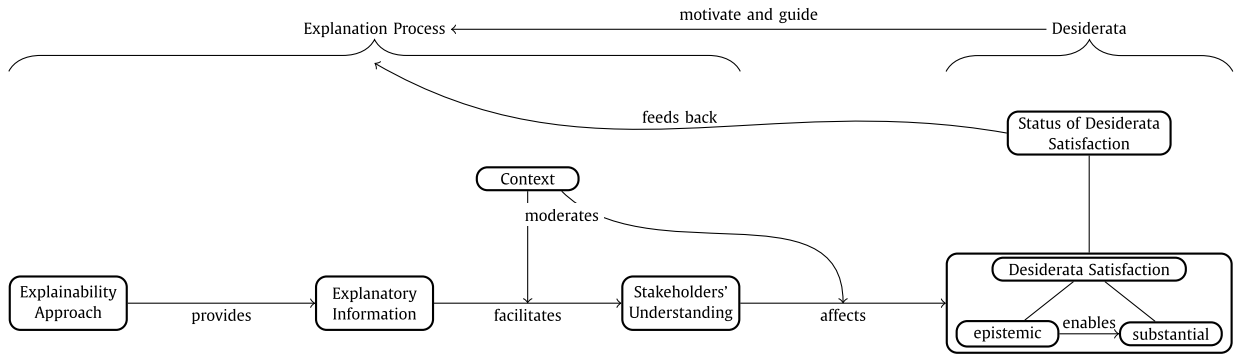 motivate and guide
Explanation Process
Desiderata
feeds back
Status of Desiderata
Satisfaction
Context
moderates
Explainability
Approach
provides
Explanatory
Information
facilitates
Stakeholders’
Understanding
affects
Desiderata Satisfaction
epistemic
enables
substantial